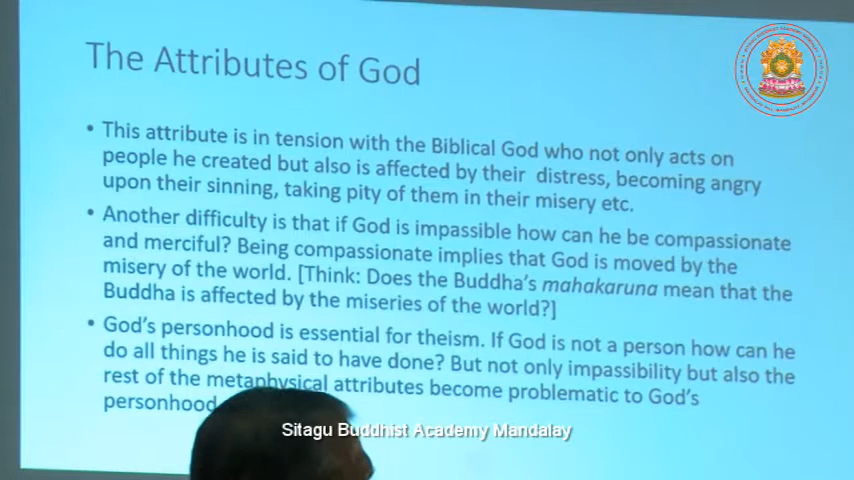 The Attributes of God
• This attribute is in tension with the Biblical God who not only acts on
people he created but also is affected by their distress, becoming angry
upon their sinning, taking pity of them in their misery etc.
• Another difficulty is that if God is impassible how can he be compassionate
and merciful? Being compassionate implies that God is moved by the
misery of the world. [Think: Does the Buddha's mahakaruna mean that the
Buddha is affected by the miseries of the world?]
• God's personhood is essential for theism. If God is not a person how can he
do all things he is said to have done? But not only impassibility but also the
rest of the metaphysical attributes become problematic to God's
personhood
Sitagu Buddhist Academy Mandalay